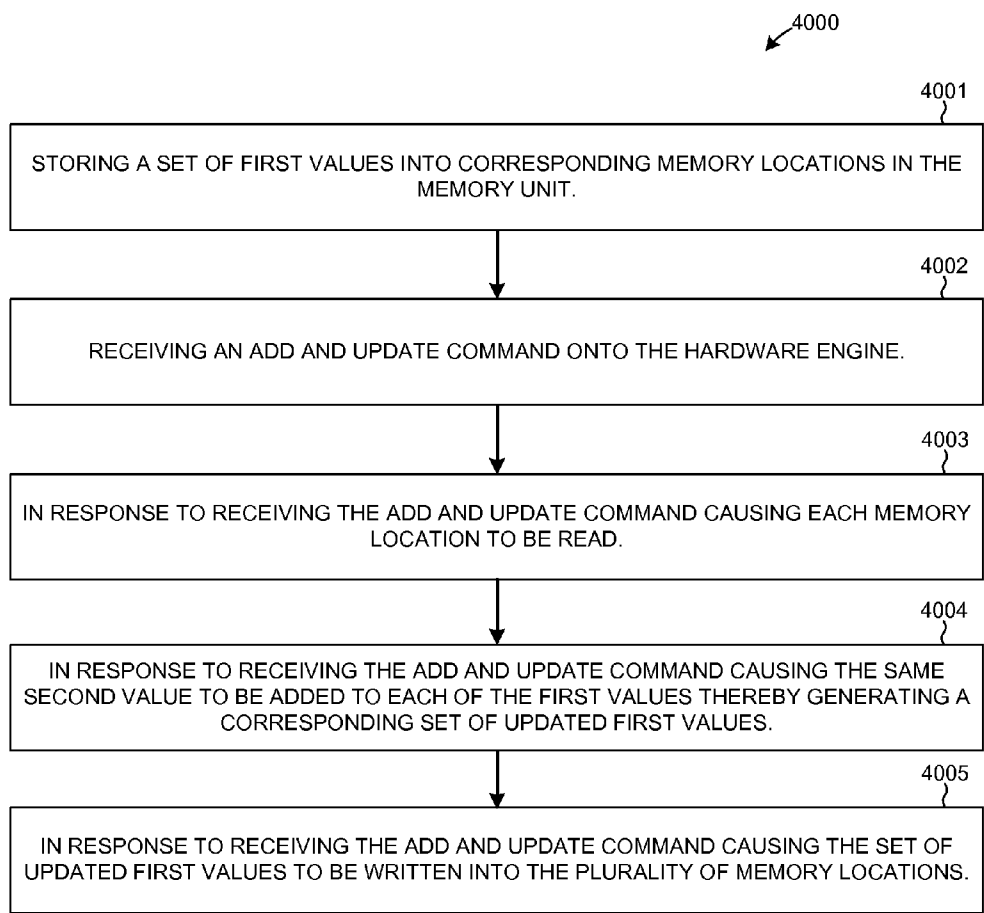 4000
4001
STORING A SET OF FIRST VALUES INTO CORRESPONDING MEMORY LOCATIONS IN THE
MEMORY UNIT.
4002
RECEIVING AN ADD AND UPDATE COMMAND ONTO THE HARDWARE ENGINE.
4003
IN RESPONSE TO RECEIVING THE ADD AND UPDATE COMMAND CAUSING EACH MEMORY
LOCATION TO BE READ.
4004
IN RESPONSE TO RECEIVING THE ADD AND UPDATE COMMAND CAUSING THE SAME
SECOND VALUE TO BE ADDED TO EACH OF THE FIRST VALUES THEREBY GENERATING A
CORRESPONDING SET OF UPDATED FIRST VALUES.
4005
IN RESPONSE TO RECEIVING THE ADD AND UPDATE COMMAND CAUSING THE SET OF
UPDATED FIRST VALUES TO BE WRITTEN INTO THE PLURALITY OF MEMORY LOCATIONS.